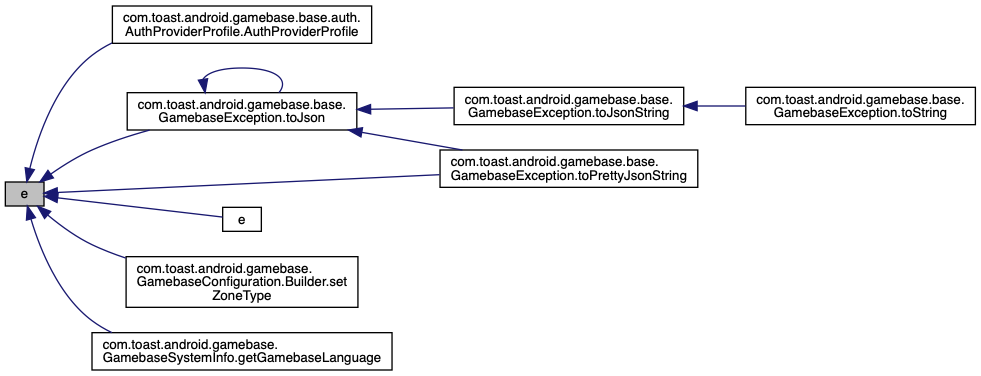 com.toast.android.gamebase.base.auth.
AuthProviderProfile.AuthProviderProfile
com.toast.android.gamebase.base.
GamebaseException.toJson
com.toast.android.gamebase.base.
GamebaseException.toJsonString
com.toast.android.gamebase.base.
GamebaseException.toString
com.toast.android.gamebase.base.
GamebaseException.toPrettyJsonString
e
e
com.toast.android.gamebase.
GamebaseConfiguration.Builder.set
ZoneType
com.toast.android.gamebase.
GamebaseSystemInfo.getGamebaseLanguage